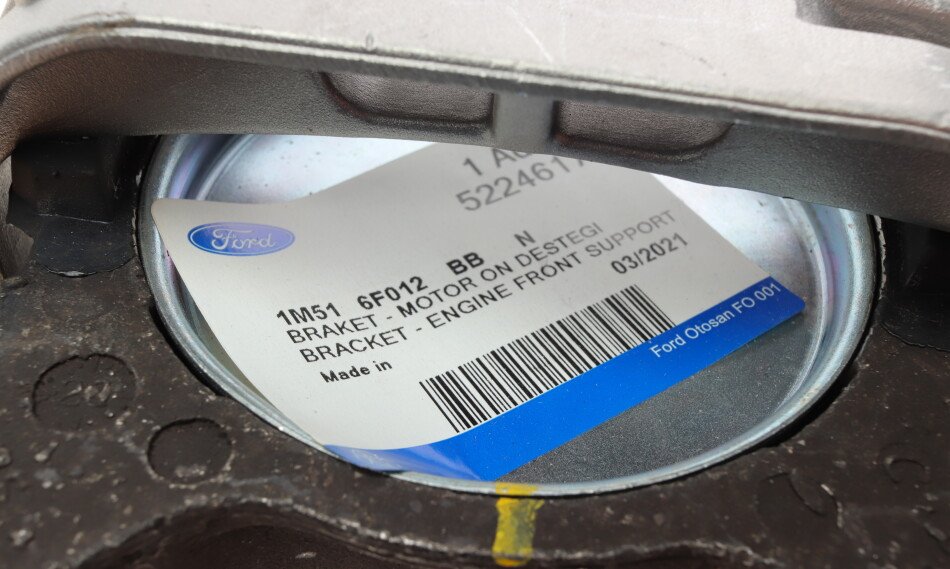 1
Ford
1M51 6F012 BB N
BRAKET - MOTOR ON DESTEGI
BRACKET - ENGINE FRONT SUPPORT
03/2021
Made in
Ford Otosan FO 001